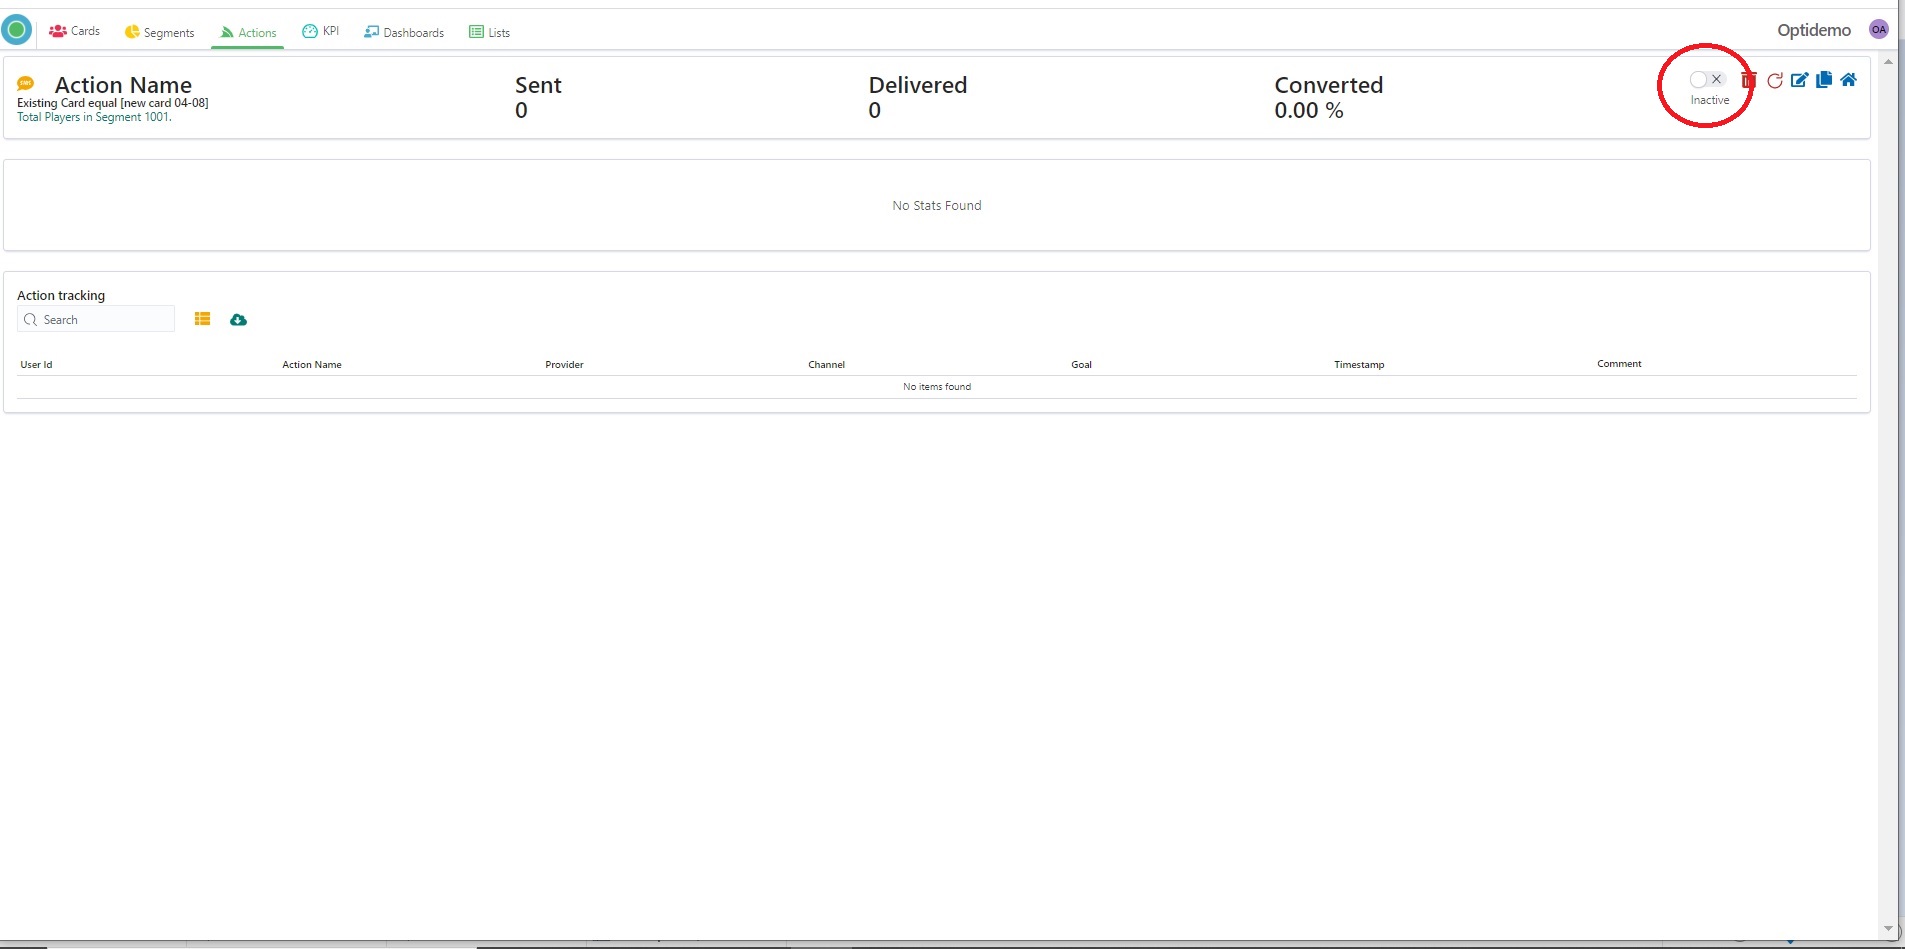 Cards Segments Actions KPI Dashboards Lists Optidemo OA
Action Name Sent Delivered Converted
Existing Card equal [new card 04-08] 0 0 0.00 % Inactive
Total Players in Segment 1001.
No Stats Found
Action tracking
Search
User Id Action Name Provider Channel Goal Timestamp Comment
No items found